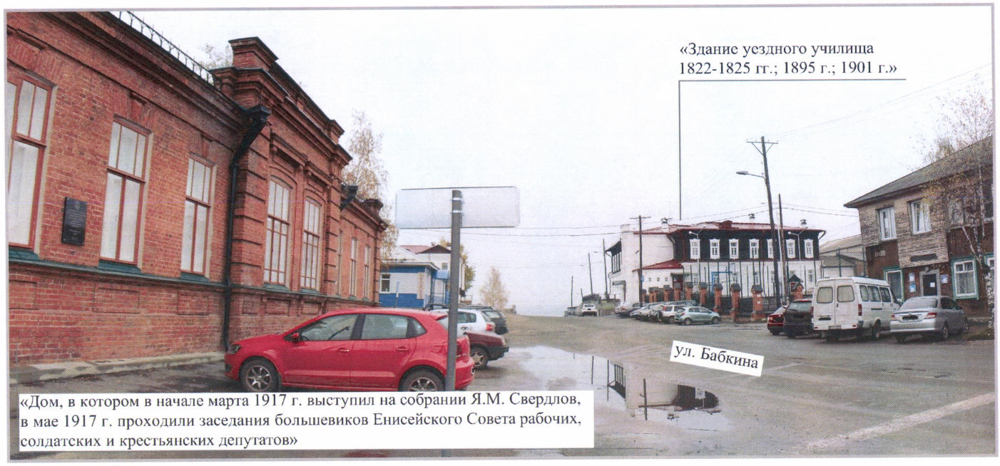 «Здание уездного училища
1822-1825 гг.; 1895 г.; 1901 г.»
ул. Бабкина
«Дом, в котором в начале марта 1917 г. выступил на собрании Я.М. Свердлов,
в мае 1917 г. проходили заседания большевиков Енисейского Совета рабочих,
солдатских и крестьянских депутатов»